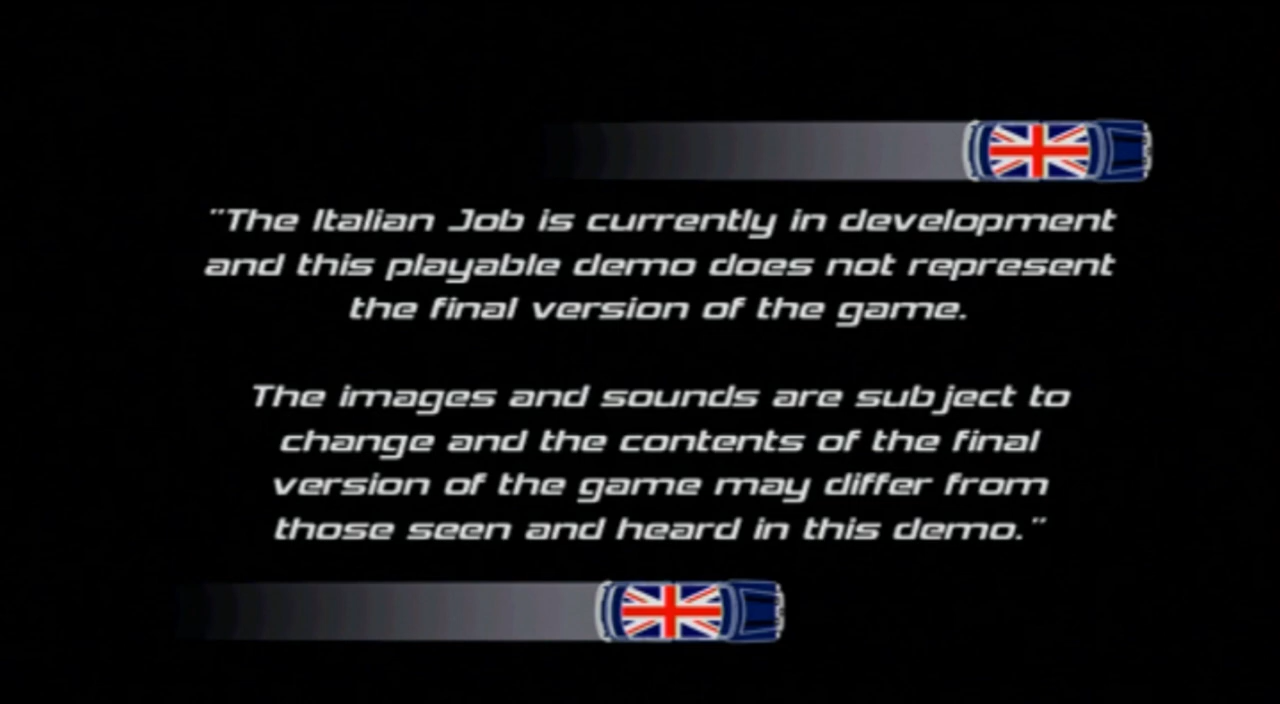 "The Italian Job is currently in development
and this playable demo does not represent
the final version of the game.
The images and sounds are subject to
change and the contents of the final
version of the game may differ from
those seen and heard in this demo."